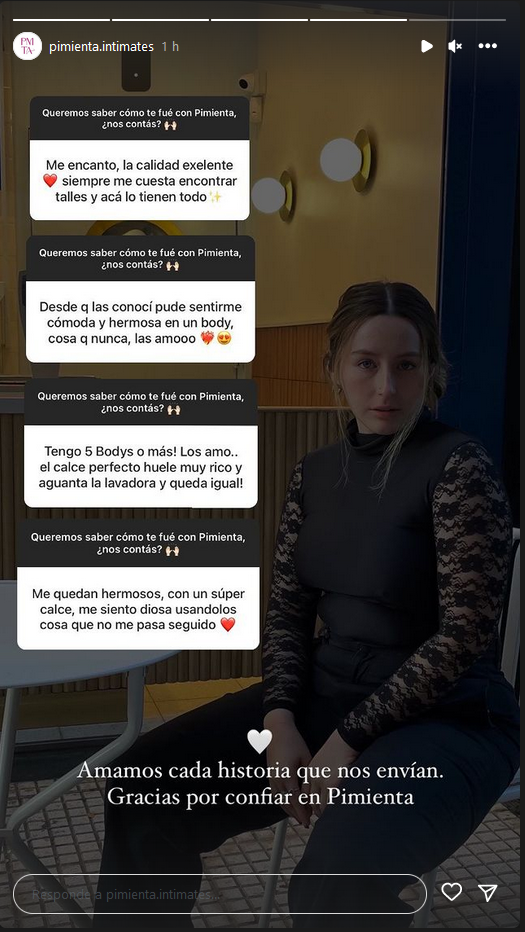 PM
TA·
pimienta.intimates 1 h
Queremos saber cómo te fué con Pimienta,
¿nos contás? 🙌🏻
Me encanto, la calidad exelente
❤️ siempre me cuesta encontrar
talles y acá lo tienen todo✨
Queremos saber cómo te fué con Pimienta,
¿nos contás? 🙌🏻
Desde q las conocí pude sentirme
cómoda y hermosa en un body,
cosa q nunca, las amooo ❤️‍🔥😍
Queremos saber cómo te fué con Pimienta,
¿nos contás? 🙌🏻
Tengo 5 Bodys o más! Los amo..
el calce perfecto huele muy rico y
aguanta la lavadora y queda igual!
Queremos saber cómo te fué con Pimienta,
¿nos contás? 🙌🏻
Me quedan hermosos, con un súper
calce, me siento diosa usandolos
cosa que no me pasa seguido ❤️
🤍
Amamos cada historia que nos envían.
Gracias por confiar en Pimienta
Responde a pimienta.intimates...